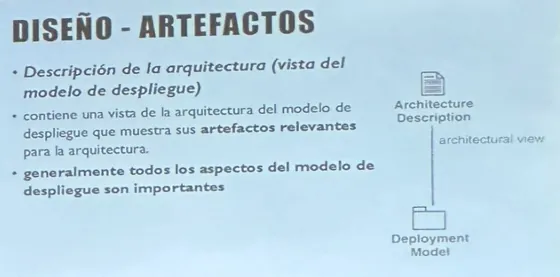 DISEÑO - ARTEFACTOS
• Descripción de la arquitectura (vista del
modelo de despliegue)
• contiene una vista de la arquitectura del modelo de
despliegue que muestra sus artefactos relevantes
para la arquitectura.
• generalmente todos los aspectos del modelo de
despliegue son importantes
Architecture
Description
architectural view
Deployment
Model